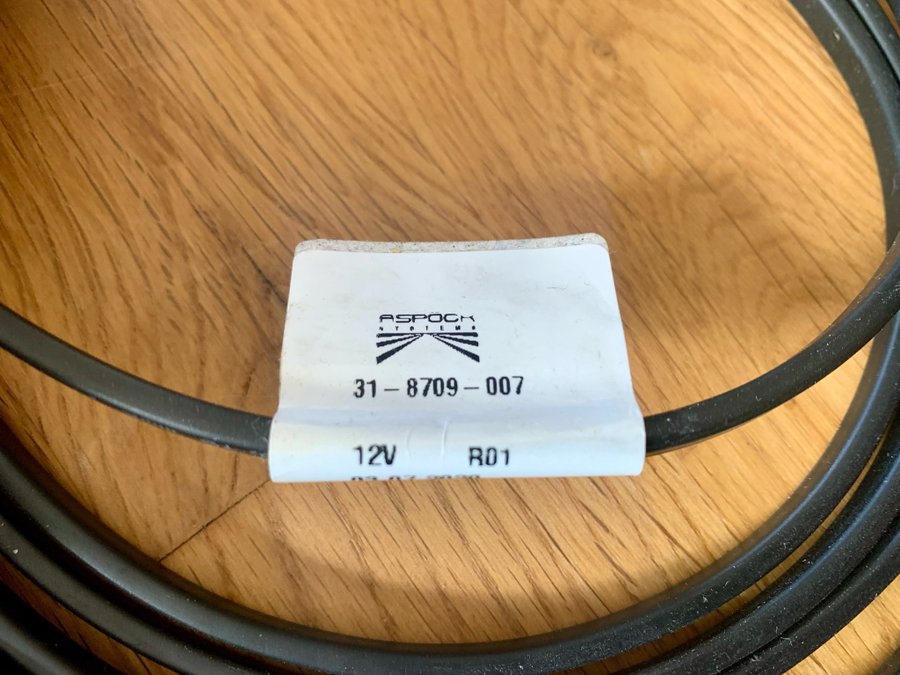 ASPOCK
SYSTEMS
31-8709-007
12V R01